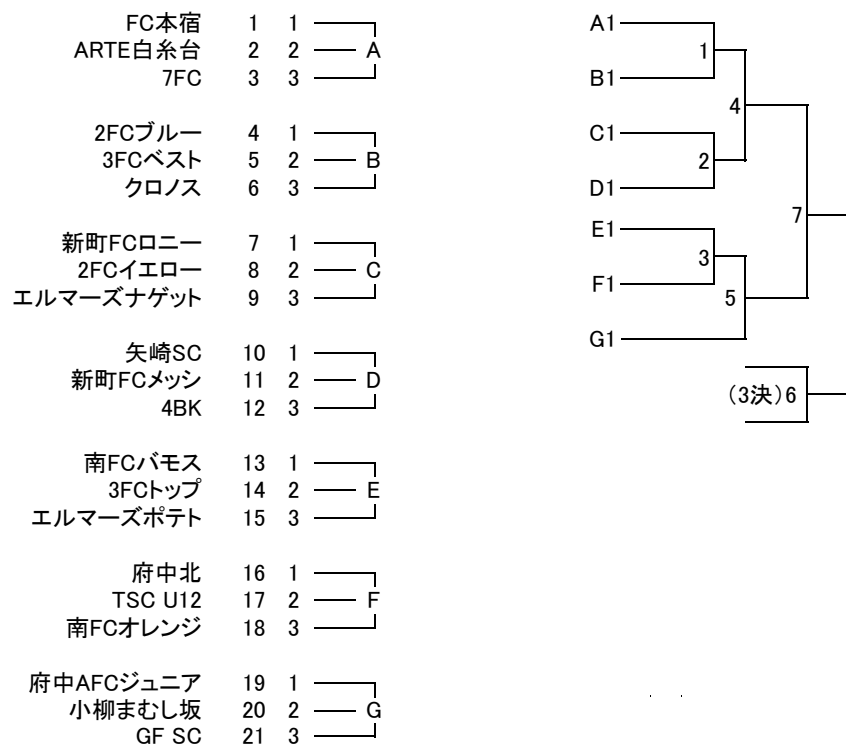 FC本宿 1 1
ARTE白糸台 2 2 A
7FC 3 3
2FCブルー 4 1
3FCベスト 5 2 B
クロノス 6 3
新町FCロニー 7 1
2FCイエロー 8 2 C
エルマーズナゲット 9 3
矢崎SC 10 1
新町FCメッシ 11 2 D
4BK 12 3
南FCバモス 13 1
3FCトップ 14 2 E
エルマーズポテト 15 3
府中北 16 1
TSC U12 17 2 F
南FCオレンジ 18 3
府中AFCジュニア 19 1
小柳まむし坂 20 2 G
GF SC 21 3
A1
1
B1
4
C1
2
D1
7
E1
3
F1
5
G1
(3決)6